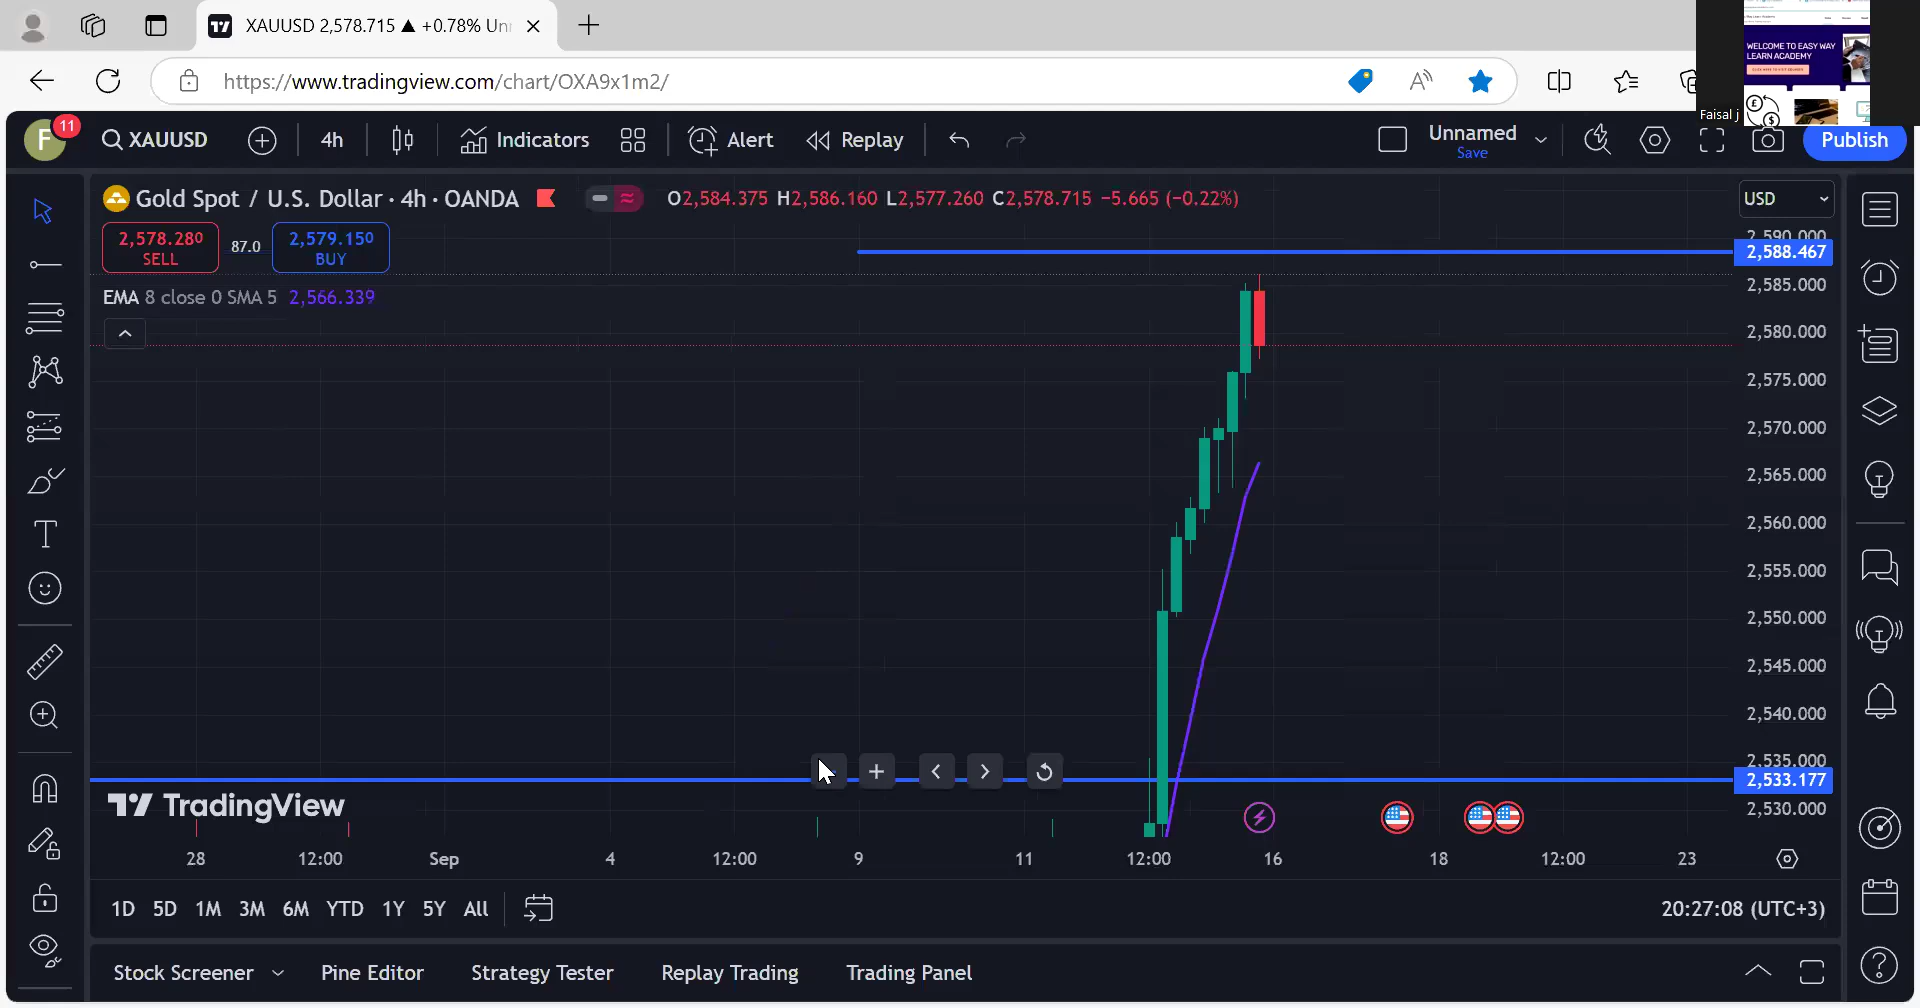 XAUUSD 2,578.715 ▲ +0.78% Un
https://www.tradingview.com/chart/OXA9x1m2/
WELCOME TO EASY WAY
LEARN ACADEMY
Faisal j
F
11
XAUUSD
4h
Indicators
Alert
Replay
Unnamed
Save
Publish
Gold Spot / U.S. Dollar · 4h · OANDA
O2,584.375 H2,586.160 L2,577.260 C2,578.715 −5.665 (−0.22%)
USD
2,578.280
SELL
87.0
2,579.150
BUY
EMA 8 close 0 SMA 5 2,566.339
2,590.000
2,588.467
2,585.000
2,580.000
2,575.000
2,570.000
2,565.000
2,560.000
2,555.000
2,550.000
2,545.000
2,540.000
2,535.000
2,533.177
2,530.000
TradingView
28 12:00 Sep 4 12:00 9 11 12:00 16 18 12:00 23
1D 5D 1M 3M 6M YTD 1Y 5Y All
20:27:08 (UTC+3)
Stock Screener Pine Editor Strategy Tester Replay Trading Trading Panel